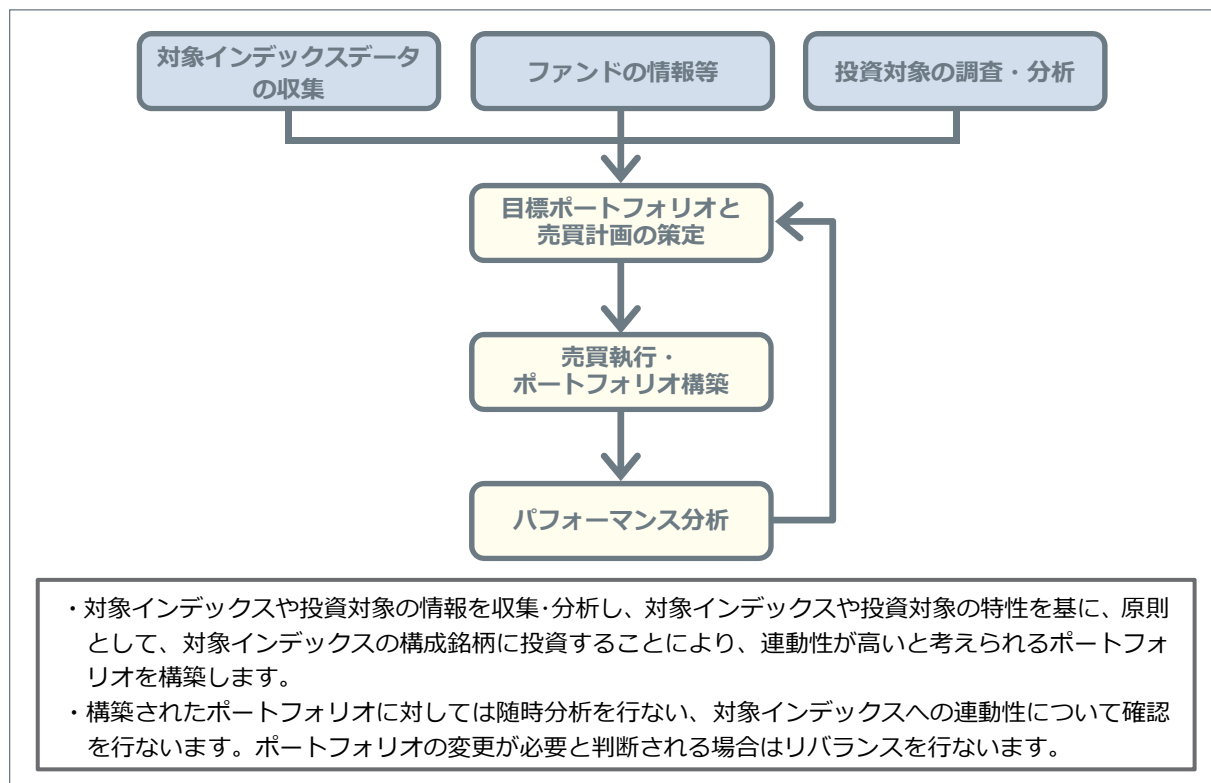 対象インデックスデータ
の収集
ファンドの情報等
投資対象の調査・分析
目標ポートフォリオと
売買計画の策定
売買執行・
ポートフォリオ構築
パフォーマンス分析
・対象インデックスや投資対象の情報を収集･分析し、対象インデックスや投資対象の特性を基に、原則
として、対象インデックスの構成銘柄に投資することにより、連動性が高いと考えられるポートフォ
リオを構築します。
・構築されたポートフォリオに対しては随時分析を行ない、対象インデックスへの連動性について確認
を行ないます。ポートフォリオの変更が必要と判断される場合はリバランスを行ないます。